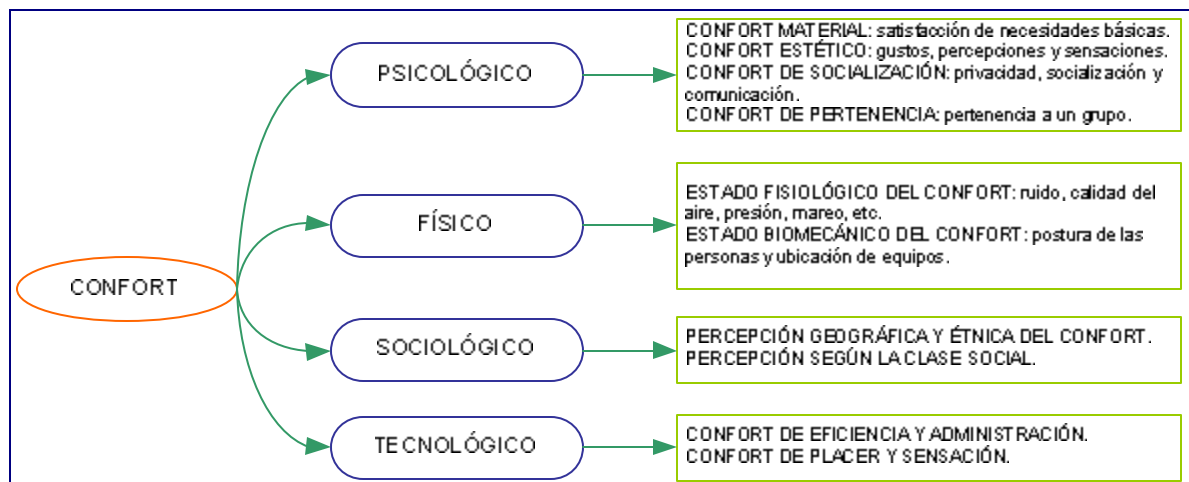 CONFORT
PSICOLÓGICO
CONFORT MATERIAL: satisfacción de necesidades básicas.
CONFORT ESTÉTICO: gustos, percepciones y sensaciones.
CONFORT DE SOCIALIZACIÓN: privacidad, socialización y
comunicación.
CONFORT DE PERTENENCIA: pertenencia a un grupo.
FÍSICO
ESTADO FISIOLÓGICO DEL CONFORT: ruido, calidad del
aire, presión, mareo, etc.
ESTADO BIOMECÁNICO DEL CONFORT: postura de las
personas y ubicación de equipos.
SOCIOLÓGICO
PERCEPCIÓN GEOGRÁFICA Y ÉTNICA DEL CONFORT.
PERCEPCIÓN SEGÚN LA CLASE SOCIAL.
TECNOLÓGICO
CONFORT DE EFICIENCIA Y ADMINISTRACIÓN.
CONFORT DE PLACER Y SENSACIÓN.